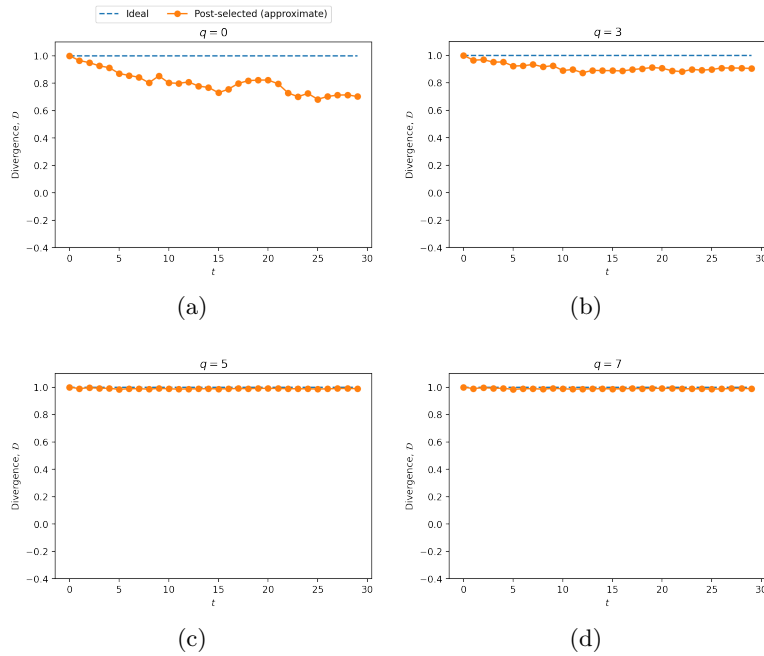 Ideal Post-selected (approximate)
q = 0
1.0
0.8
0.6
0.4
0.2
0.0
−0.2
−0.4
Divergence, D
0 5 10 15 20 25 30
t
(a)
q = 3
1.0
0.8
0.6
0.4
0.2
0.0
−0.2
−0.4
Divergence, D
0 5 10 15 20 25 30
t
(b)
q = 5
1.0
0.8
0.6
0.4
0.2
0.0
−0.2
−0.4
Divergence, D
0 5 10 15 20 25 30
t
(c)
q = 7
1.0
0.8
0.6
0.4
0.2
0.0
−0.2
−0.4
Divergence, D
0 5 10 15 20 25 30
t
(d)